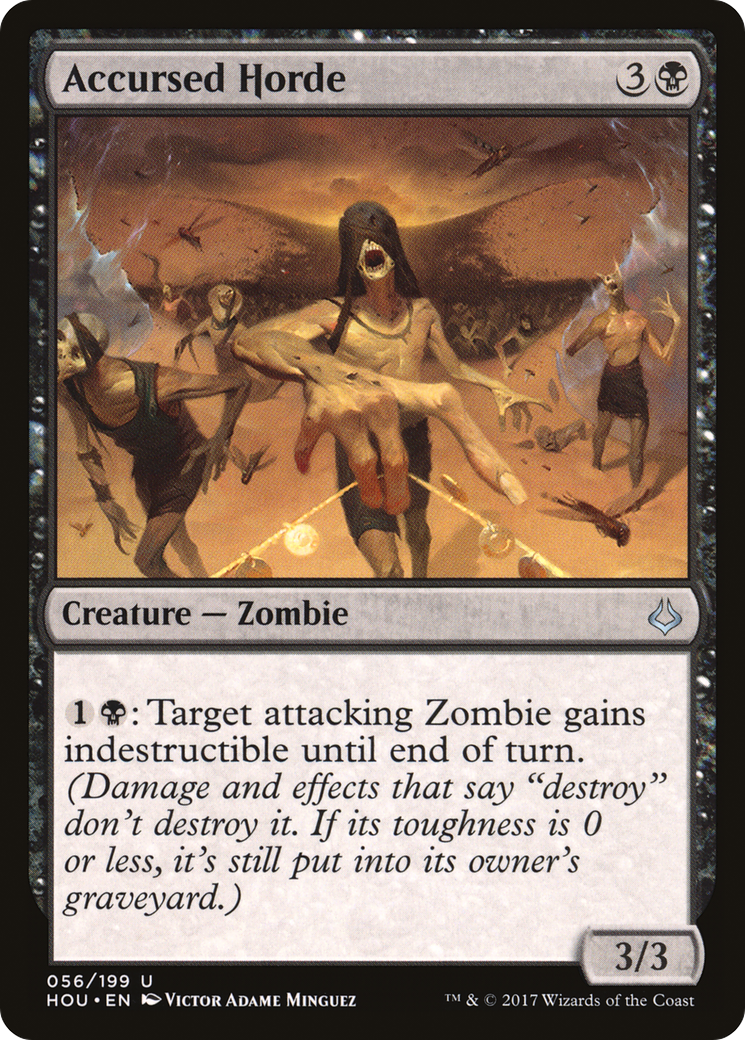 Accursed Horde 3
Creature — Zombie
1 : Target attacking Zombie gains
indestructible until end of turn.
(Damage and effects that say “destroy”
don’t destroy it. If its toughness is 0
or less, it’s still put into its owner’s
graveyard.)
3/3
056/199 U
HOU • EN Victor Adame Minguez ™ & © 2017 Wizards of the Coast